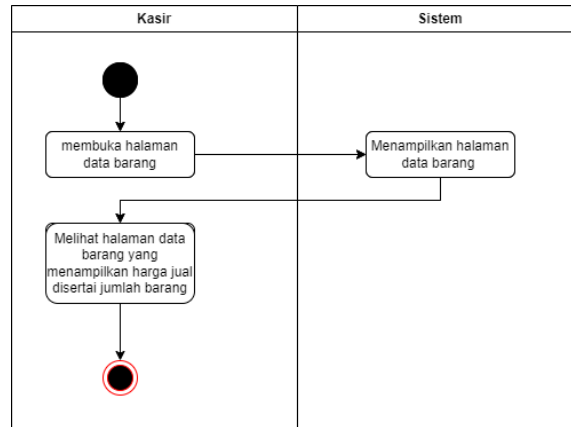 Kasir
Sistem
membuka halaman
data barang
Menampilkan halaman
data barang
Melihat halaman data
barang yang
menampilkan harga jual
disertai jumlah barang